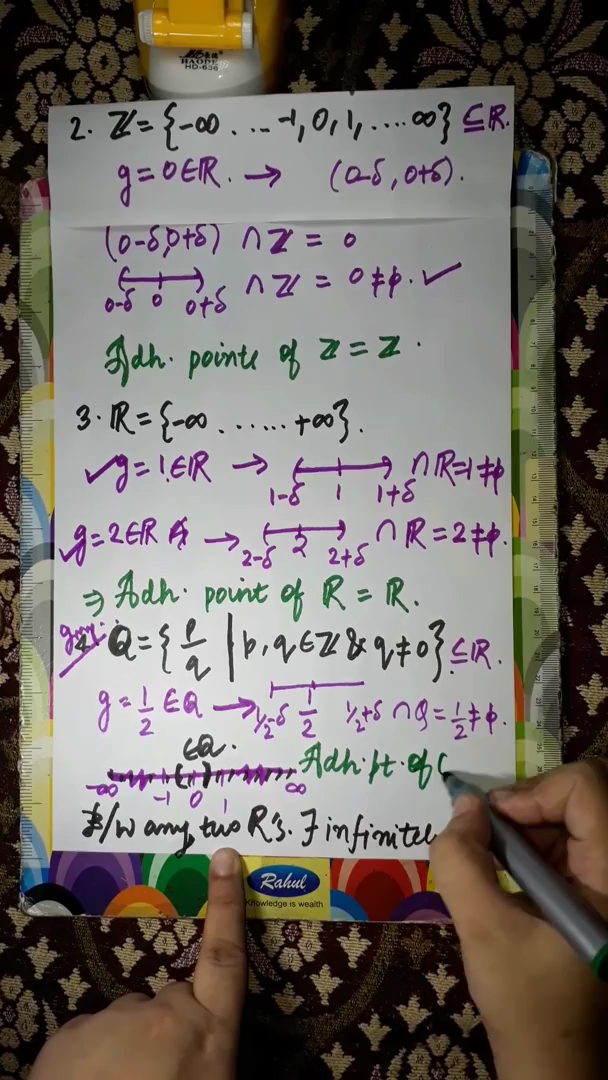 HAODE
HD-636
2. ℤ = {-∞ ... -1, 0, 1, .... ∞} ⊆ ℝ.
g = 0 ∈ ℝ. → (0-δ, 0+δ).
(0-δ, 0+δ) ∩ ℤ = 0
0-δ 0 0+δ ∩ ℤ = 0 ≠ φ. ✓
Adh. points of ℤ = ℤ.
3. ℝ = {-∞ ...... +∞}.
✓ g = 1 ∈ ℝ → 1-δ 1 1+δ ∩ ℝ = 1 ≠ φ
✓ g = 2 ∈ ℝ → 2-δ 2 2+δ ∩ ℝ = 2 ≠ φ.
⇒ Adh. point of ℝ = ℝ.
4. Q = {p/q | p, q ∈ ℤ & q ≠ 0} ⊆ ℝ.
g = 1/2 ∈ Q → 1/2-δ 1/2 1/2+δ ∩ Q = 1/2 ≠ φ.
∈ Q.
-∞ -1 0 1 ∞ Adh. pt. of
B/w any two R's. ∃ infinitely
Rahul
Knowledge is wealth